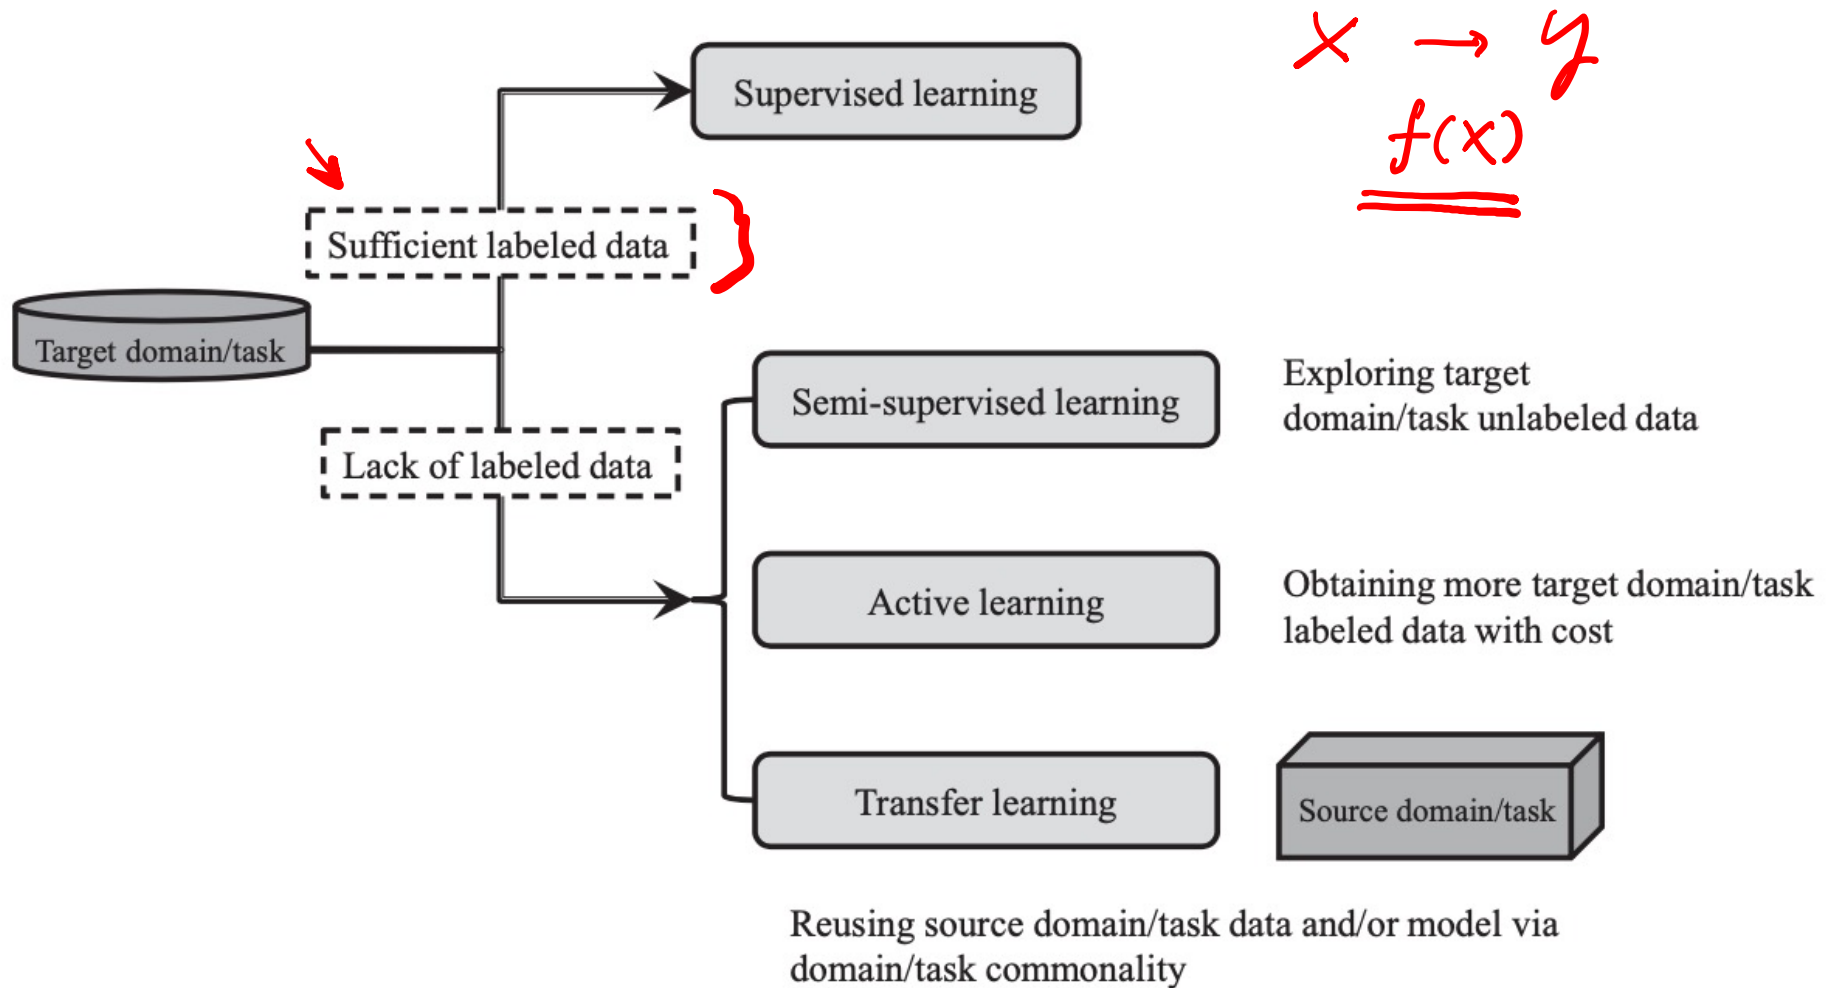 Supervised learning
x → y
f(x)
Sufficient labeled data
Target domain/task
Lack of labeled data
Semi-supervised learning
Exploring target
domain/task unlabeled data
Active learning
Obtaining more target domain/task
labeled data with cost
Transfer learning
Source domain/task
Reusing source domain/task data and/or model via
domain/task commonality